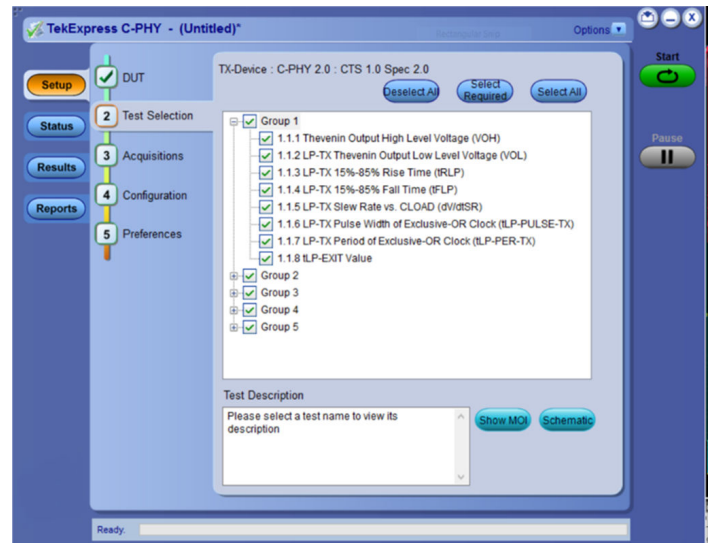 TekExpress C-PHY - (Untitled)*
Options
Start
Pause
Setup
Status
Results
Reports
DUT
2 Test Selection
3 Acquisitions
4 Configuration
5 Preferences
TX-Device : C-PHY 2.0 : CTS 1.0 Spec 2.0
Deselect All
Select
Required
Select All
Group 1
1.1.1 Thevenin Output High Level Voltage (VOH)
1.1.2 LP-TX Thevenin Output Low Level Voltage (VOL)
1.1.3 LP-TX 15%-85% Rise Time (tRLP)
1.1.4 LP-TX 15%-85% Fall Time (tFLP)
1.1.5 LP-TX Slew Rate vs. CLOAD (dV/dtSR)
1.1.6 LP-TX Pulse Width of Exclusive-OR Clock (tLP-PULSE-TX)
1.1.7 LP-TX Period of Exclusive-OR Clock (tLP-PER-TX)
1.1.8 tLP-EXIT Value
Group 2
Group 3
Group 4
Group 5
Test Description
Please select a test name to view its
description
Show MOI
Schematic
Ready.